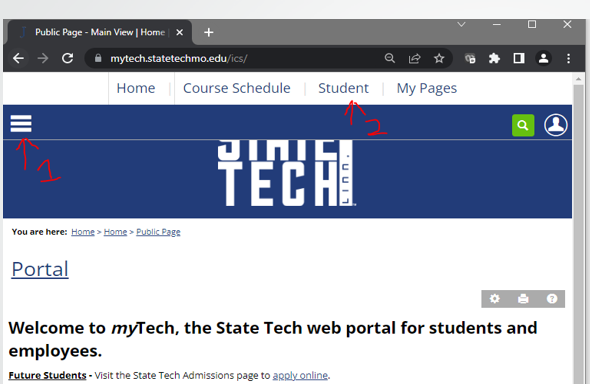 Public Page - Main View | Home |
mytech.statetechmo.edu/ics/
Home Course Schedule Student My Pages
1 2
STATE
TECH
LINN.
You are here: Home > Home > Public Page
Portal
Welcome to myTech, the State Tech web portal for students and
employees.
Future Students - Visit the State Tech Admissions page to apply online.